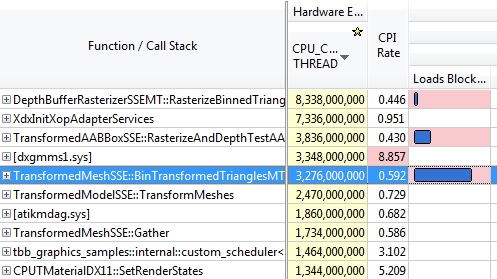 Hardware E...
Function / Call Stack
CPU_C...
THREAD
CPI
Rate
Loads Block...
DepthBufferRasterizerSSEMT::RasterizeBinnedTriang 8,338,000,000 0.446
XdxInitXopAdapterServices 7,336,000,000 0.951
TransformedAABBoxSSE::RasterizeAndDepthTestAA 3,836,000,000 0.430
[dxgmms1.sys] 3,348,000,000 8.857
TransformedMeshSSE::BinTransformedTrianglesMT 3,276,000,000 0.592
TransformedModelSSE::TransformMeshes 2,470,000,000 0.729
[atikmdag.sys] 1,860,000,000 0.682
TransformedMeshSSE::Gather 1,734,000,000 0.586
tbb_graphics_samples::internal::custom_scheduler< 1,464,000,000 3.102
CPUTMaterialDX11::SetRenderStates 1,344,000,000 5.209